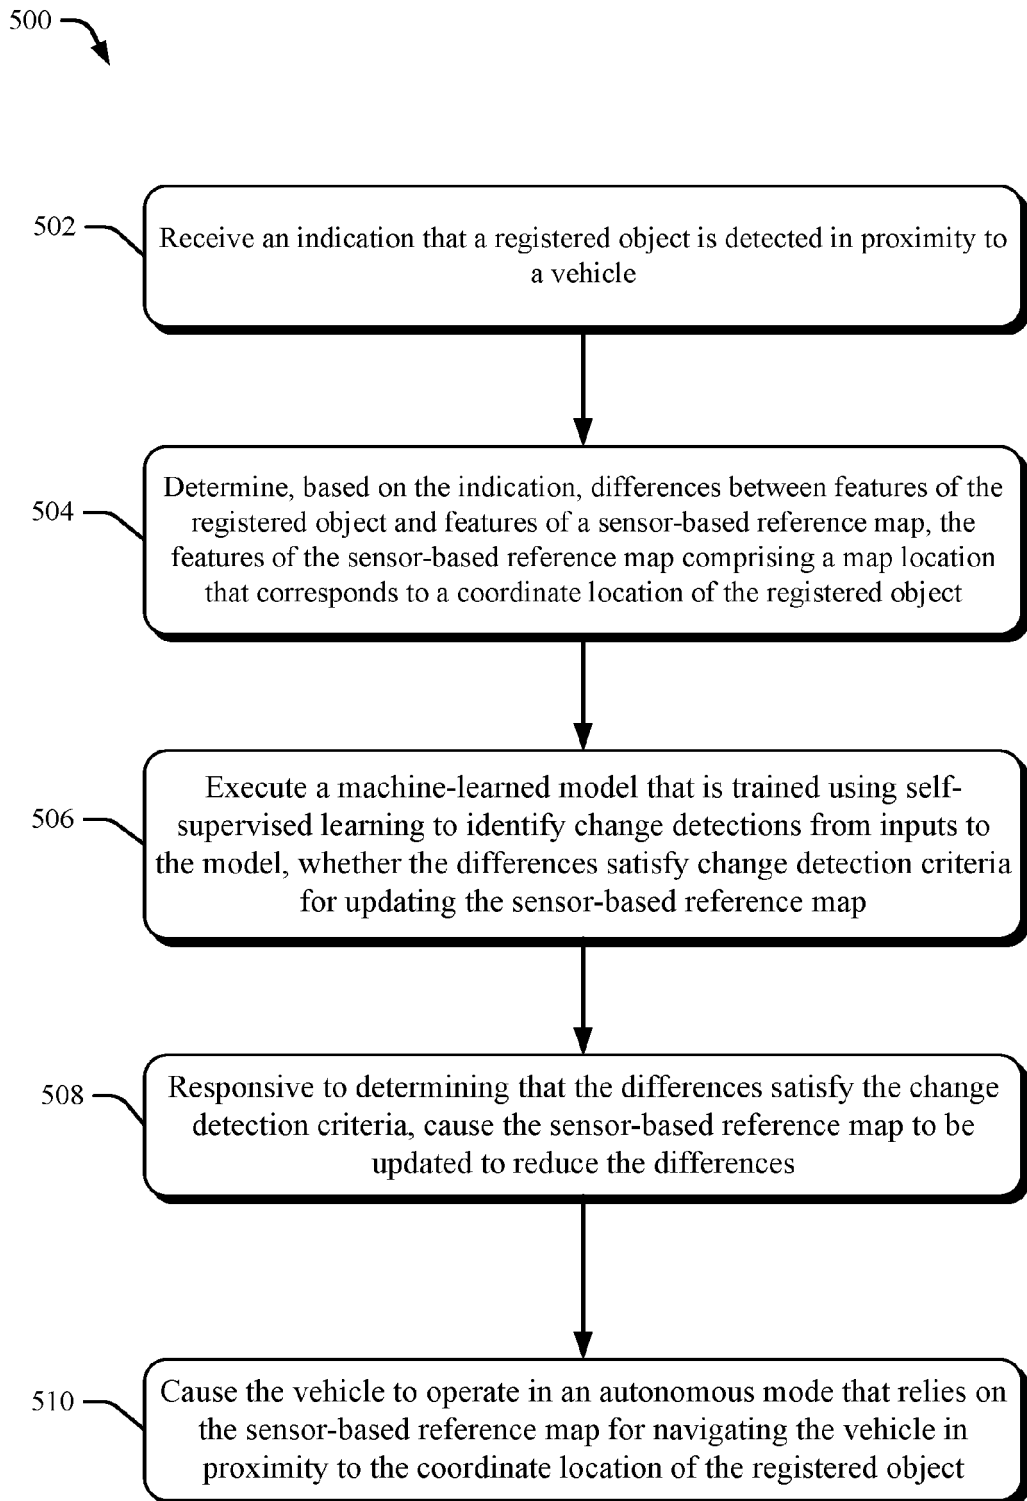 500
502
Receive an indication that a registered object is detected in proximity to
a vehicle
504
Determine, based on the indication, differences between features of the
registered object and features of a sensor-based reference map, the
features of the sensor-based reference map comprising a map location
that corresponds to a coordinate location of the registered object
506
Execute a machine-learned model that is trained using self-
supervised learning to identify change detections from inputs to
the model, whether the differences satisfy change detection criteria
for updating the sensor-based reference map
508
Responsive to determining that the differences satisfy the change
detection criteria, cause the sensor-based reference map to be
updated to reduce the differences
510
Cause the vehicle to operate in an autonomous mode that relies on
the sensor-based reference map for navigating the vehicle in
proximity to the coordinate location of the registered object